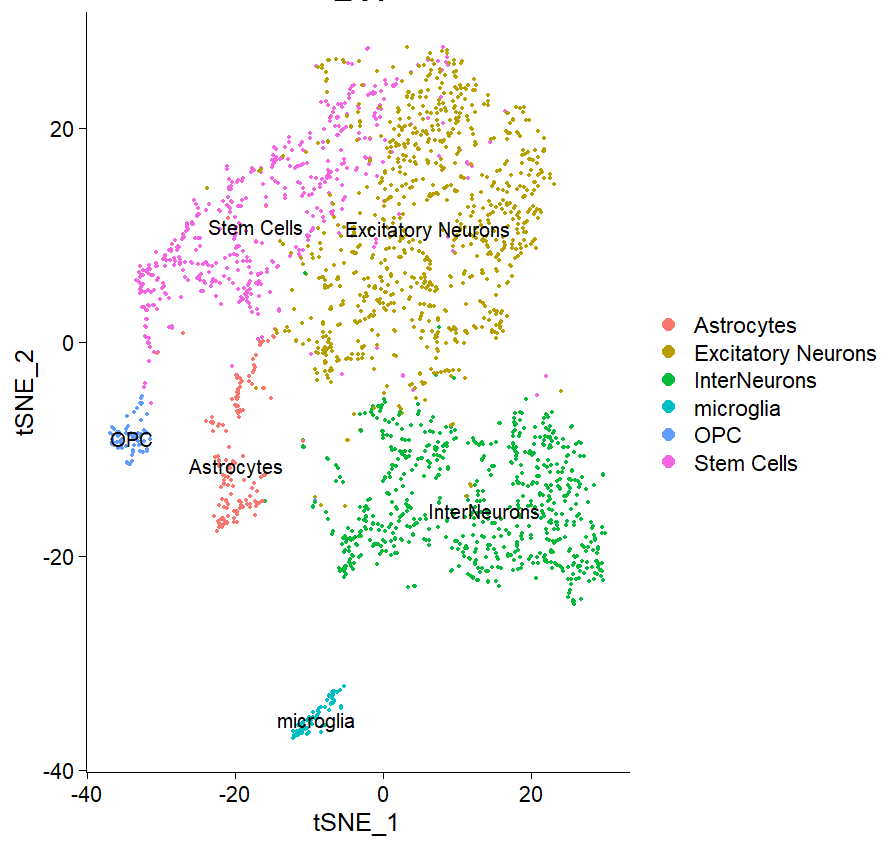 20
0
-20
-40
tSNE_2
Stem Cells
Excitatory Neurons
OPC
Astrocytes
InterNeurons
microglia
-40
-20
0
20
tSNE_1
Astrocytes
Excitatory Neurons
InterNeurons
microglia
OPC
Stem Cells